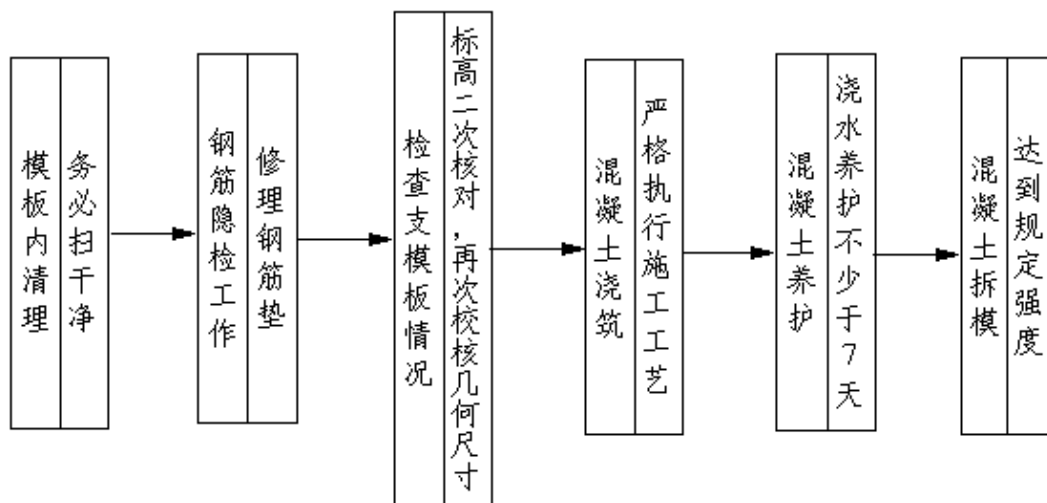 模板内清理
务必扫干净
钢筋隐检工作
修理钢筋垫
检查支模板情况
标高二次核对，再次校核几何尺寸
混凝土浇筑
严格执行施工工艺
混凝土养护
浇水养护不少于7天
混凝土拆模
达到规定强度